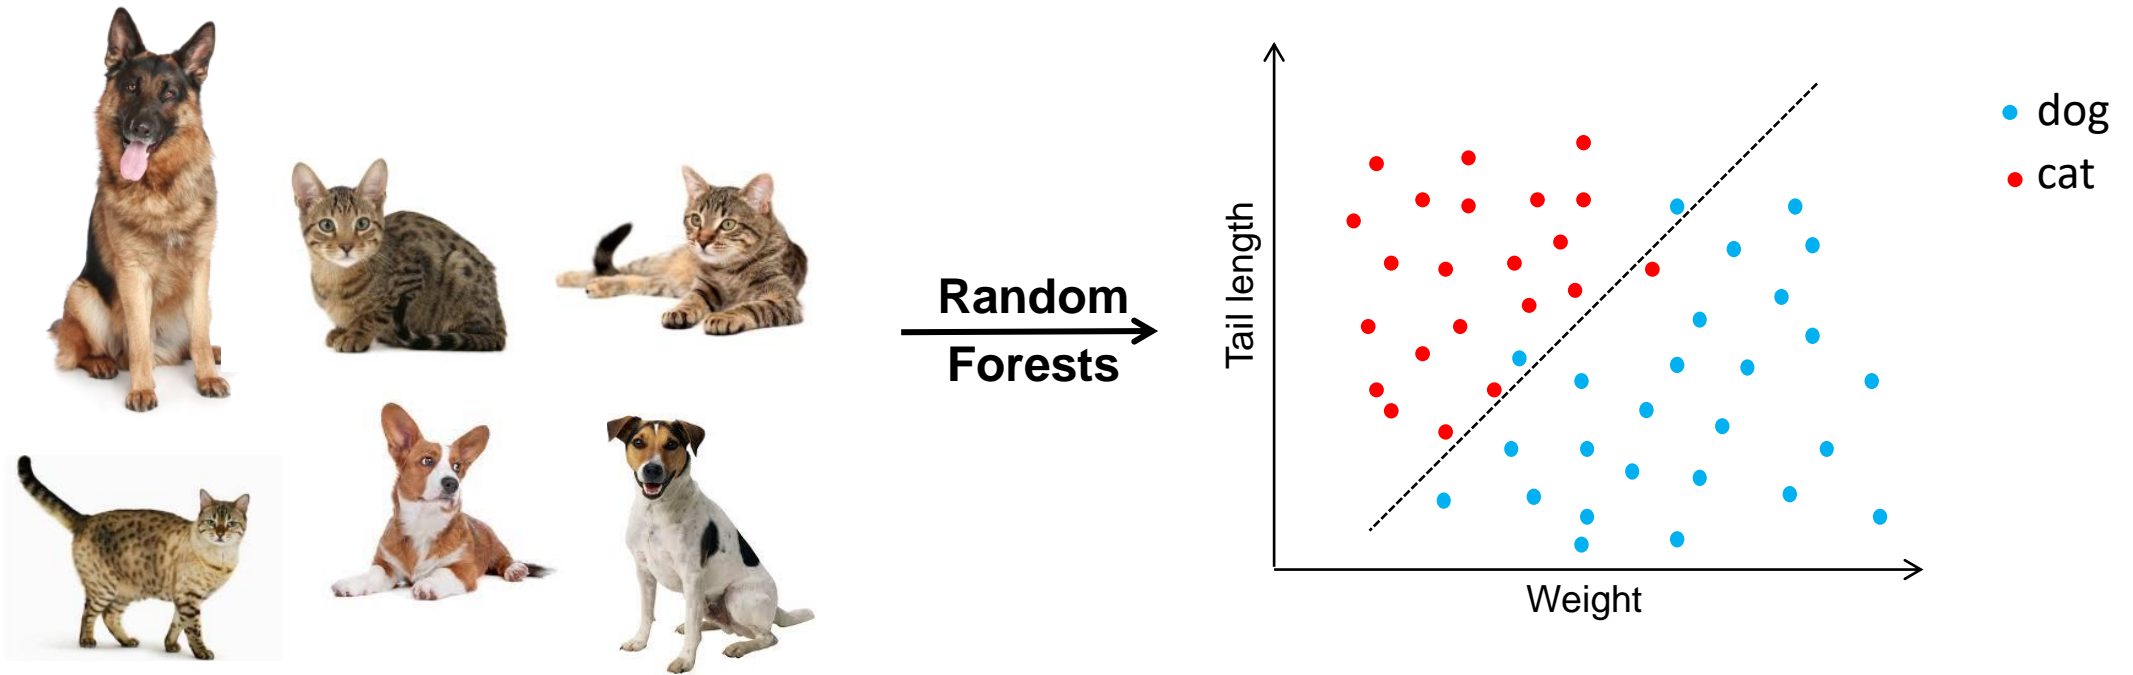 Random
Forests
Tail length
Weight
dog
cat